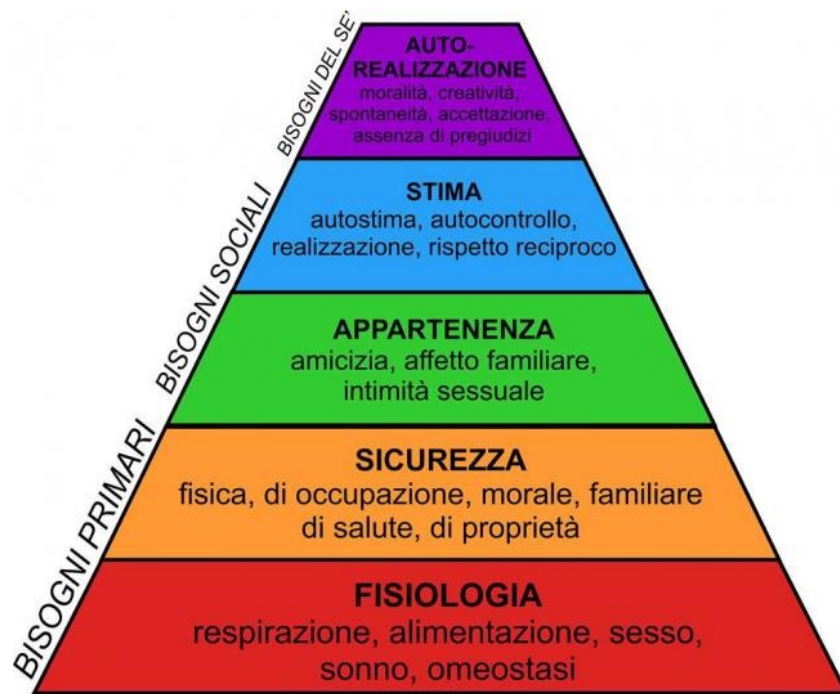 BISOGNI DEL SE'
AUTO-
REALIZZAZIONE
moralità, creatività,
spontaneità, accettazione,
assenza di pregiudizi
BISOGNI SOCIALI
STIMA
autostima, autocontrollo,
realizzazione, rispetto reciproco
APPARTENENZA
amicizia, affetto familiare,
intimità sessuale
BISOGNI PRIMARI
SICUREZZA
fisica, di occupazione, morale, familiare
di salute, di proprietà
FISIOLOGIA
respirazione, alimentazione, sesso,
sonno, omeostasi